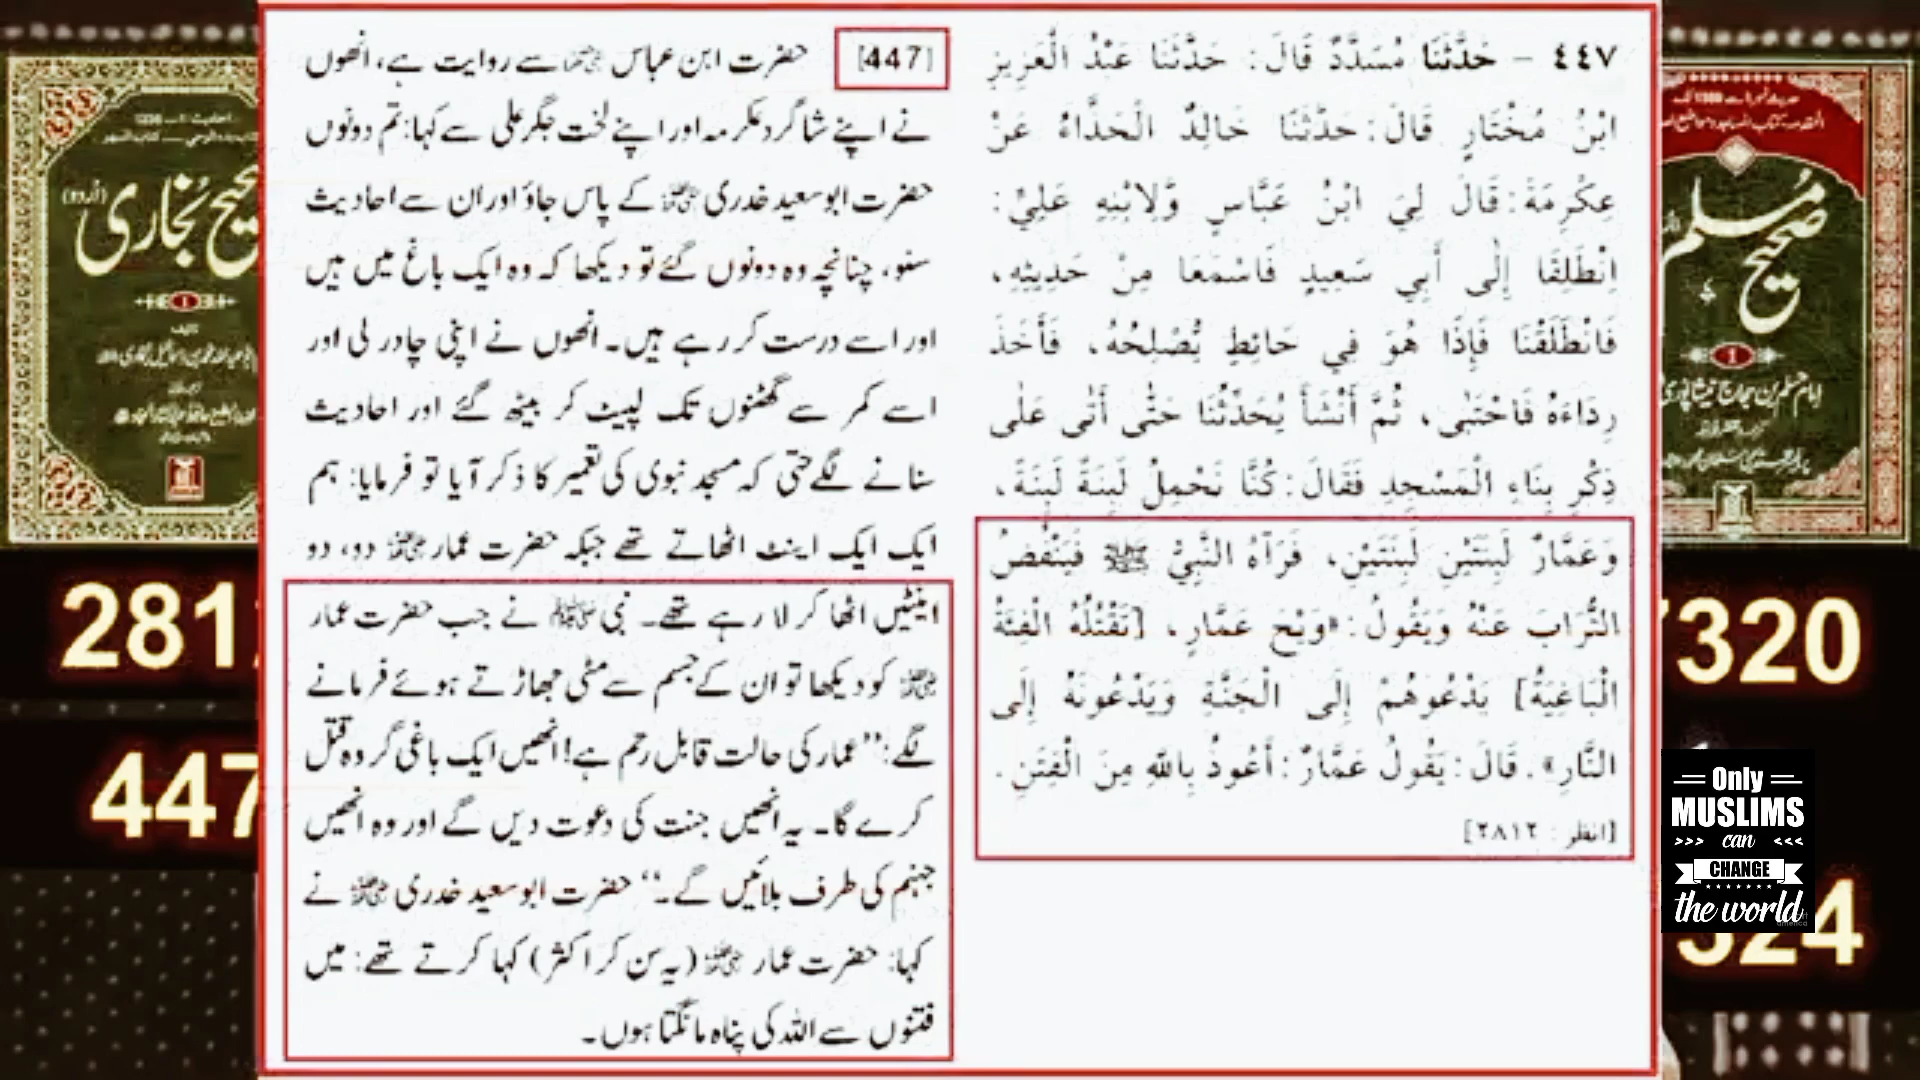 [447] حضرت ابن عباس ؓ سے روایت ہے، انھوں
نے اپنے شاگرد عکرمہ اور اپنے لخت جگر علی سے کہا: تم دونوں
حضرت ابوسعید خدری ؓ کے پاس جاؤ اور ان سے احادیث
سنو، چنانچہ وہ دونوں گئے تو دیکھا کہ وہ ایک باغ میں ہیں
اور اسے درست کر رہے ہیں۔ انھوں نے اپنی چادر لی اور
اسے کمر سے گھٹنوں تک لپیٹ کر بیٹھ گئے اور احادیث
سنانے لگے حتی کہ مسجد نبوی کی تعمیر کا ذکر آیا تو فرمایا: ہم
ایک ایک اینٹ اٹھاتے تھے جبکہ حضرت عمار ؓ دو، دو
اینٹیں اٹھا کر لا رہے تھے۔ نبی ﷺ نے جب حضرت عمار
ؓ کو دیکھا تو ان کے جسم سے مٹی جھاڑتے ہوئے فرمانے
لگے: ’’عمار کی حالت قابل رحم ہے! انھیں ایک باغی گروہ قتل
کرے گا۔ یہ انھیں جنت کی دعوت دیں گے اور وہ انھیں
جہنم کی طرف بلائیں گے۔‘‘ حضرت ابوسعید خدری ؓ نے
کہا: حضرت عمار ؓ (یہ سن کر اکثر) کہا کرتے تھے: میں
فتنوں سے اللہ کی پناہ مانگتا ہوں۔
٤٤٧ - حَدَّثَنَا مُسَدَّدٌ قَالَ: حَدَّثَنَا عَبْدُ الْعَزِيزِ
ابْنُ مُخْتَارٍ قَالَ: حَدَّثَنَا خَالِدٌ الْحَذَّاءُ عَنْ
عِكْرِمَةَ: قَالَ لِيَ ابْنُ عَبَّاسٍ وَّلِابْنِهِ عَلِيٍّ:
اِنْطَلِقَا إِلٰى أَبِي سَعِيدٍ فَاسْمَعَا مِنْ حَدِيثِهِ،
فَانْطَلَقْنَا فَإِذَا هُوَ فِي حَائِطٍ يُّصْلِحُهُ، فَأَخَذَ
رِدَاءَهُ فَاحْتَبٰى، ثُمَّ أَنْشَأَ يُحَدِّثُنَا حَتّٰى أَتٰى عَلٰى
ذِكْرِ بِنَاءِ الْمَسْجِدِ فَقَالَ: كُنَّا نَحْمِلُ لَبِنَةً لَبِنَةً،
وَعَمَّارٌ لَبِنَتَيْنِ لَبِنَتَيْنِ، فَرَآهُ النَّبِيُّ ﷺ فَيَنْفُضُ
التُّرَابَ عَنْهُ وَيَقُولُ: «وَيْحَ عَمَّارٍ، [تَقْتُلُهُ الْفِئَةُ
الْبَاغِيَةُ] يَدْعُوهُمْ إِلَى الْجَنَّةِ وَيَدْعُونَهُ إِلَى
النَّارِ». قَالَ: يَقُولُ عَمَّارٌ: أَعُوذُ بِاللهِ مِنَ الْفِتَنِ.
[انظر: ٢٨١٢]
صحیح بخاری (اردو)
صحیح مسلم
امام مسلم بن حجاج نیشاپوری
281
447
7320
Only
MUSLIMS
can
CHANGE
the world